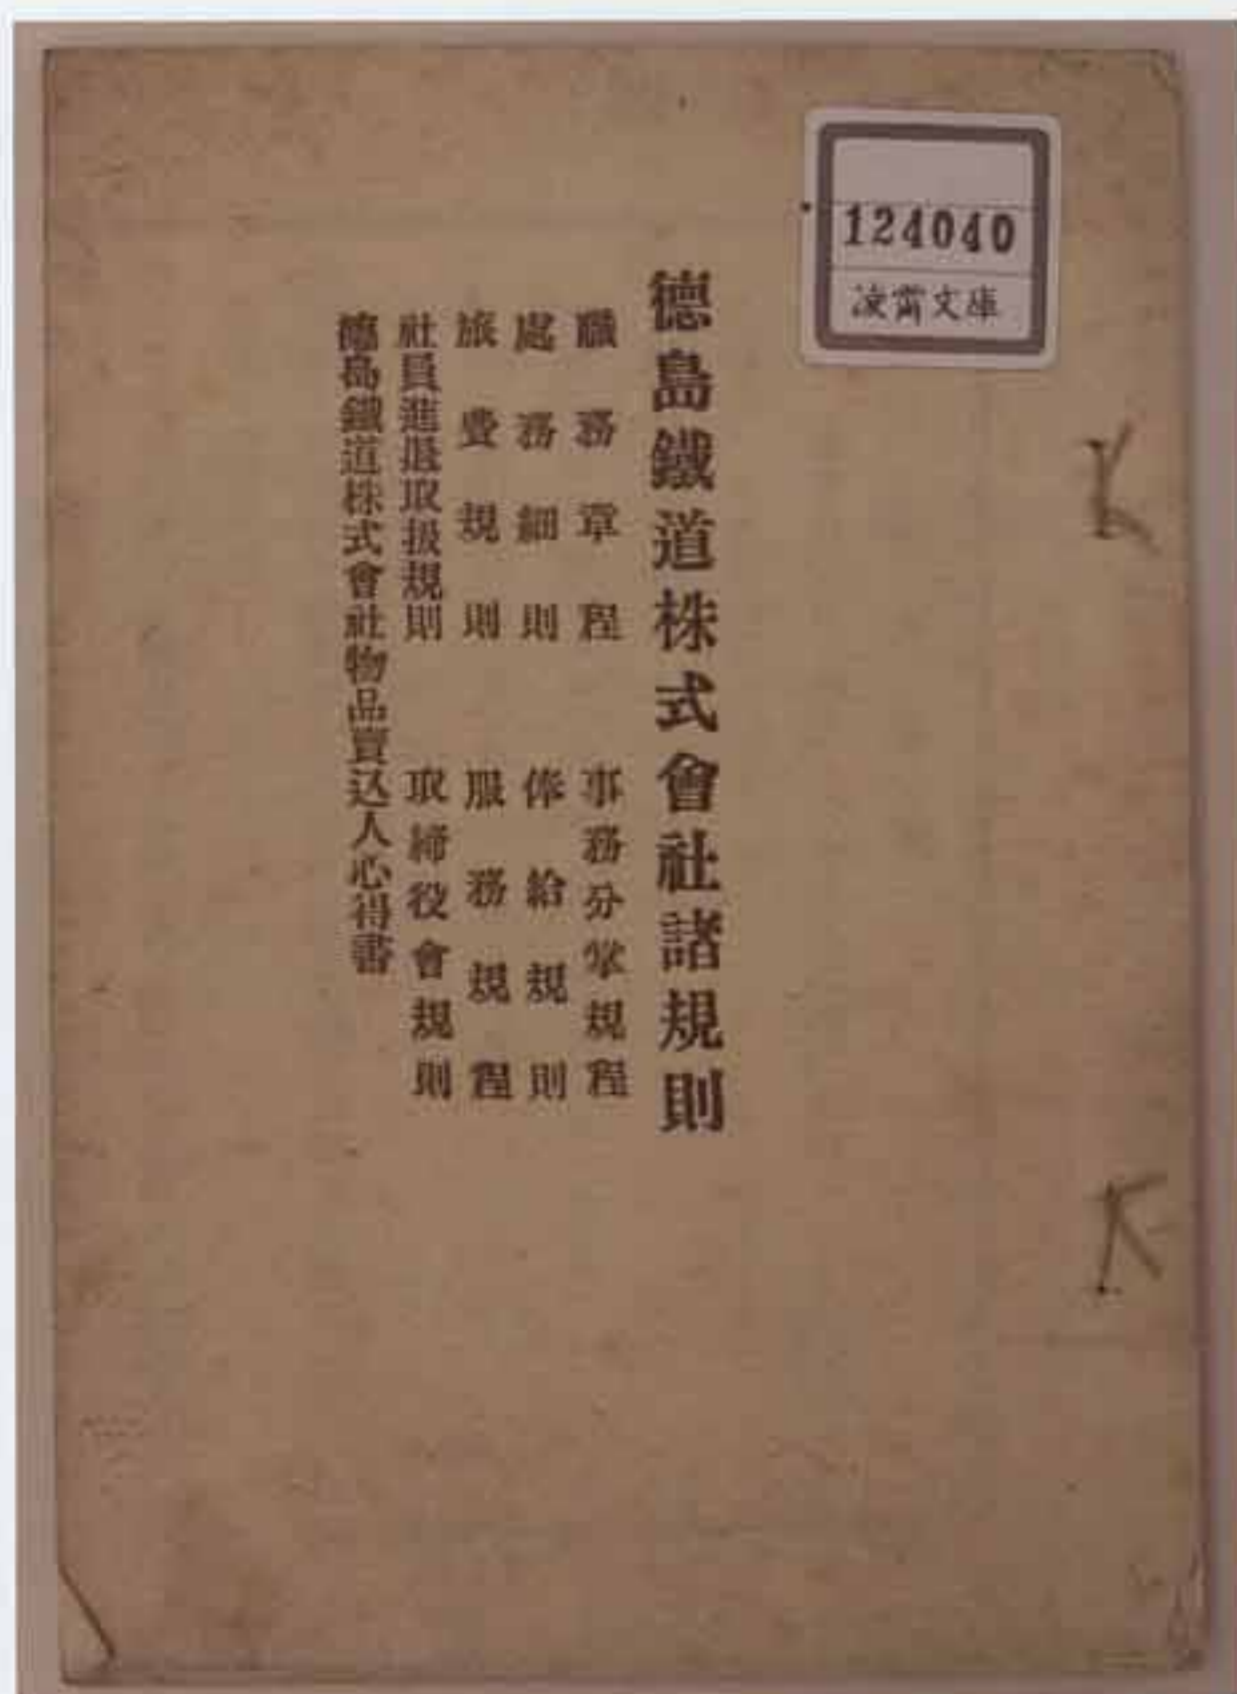 124040
凌霄文庫
德島鐵道株式會社諸規則
職務章程 事務分掌規程
處務細則 俸給規則
旅費規則 服務規程
社員進退取扱規則 取締役會規則
德島鐵道株式會社物品賣込人心得書